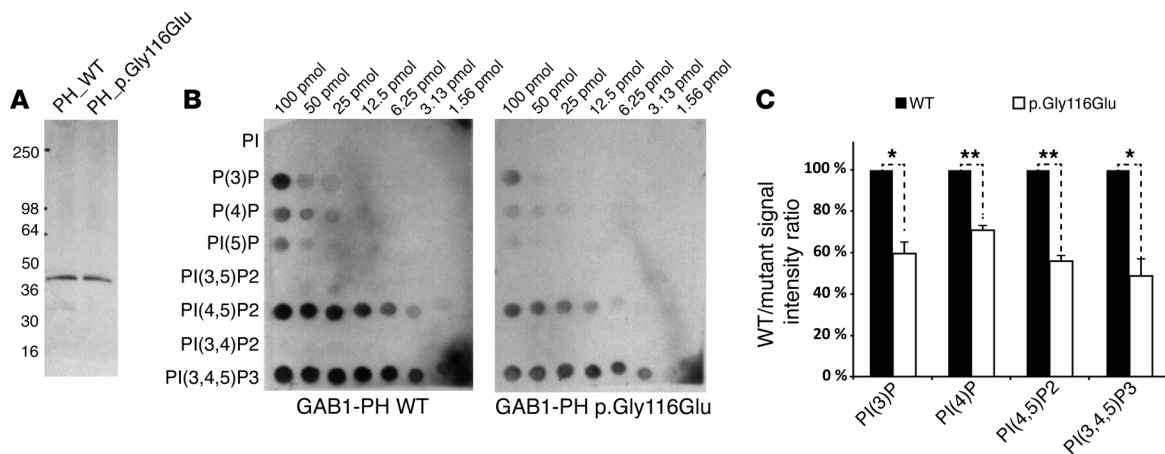 A
PH_WT
PH_p.Gly116Glu
250
98
64
50
36
30
16
B
100 pmol
50 pmol
25 pmol
12.5 pmol
6.25 pmol
3.13 pmol
1.56 pmol
100 pmol
50 pmol
25 pmol
12.5 pmol
6.25 pmol
3.13 pmol
1.56 pmol
PI
P(3)P
P(4)P
PI(5)P
PI(3,5)P2
PI(4,5)P2
PI(3,4)P2
PI(3,4,5)P3
GAB1-PH WT
GAB1-PH p.Gly116Glu
C
WT
p.Gly116Glu
WT/mutant signal
intensity ratio
100 %
80 %
60 %
40 %
20 %
0 %
*
**
**
*
PI(3)P
PI(4)P
PI(4,5)P2
PI(3,4,5)P3